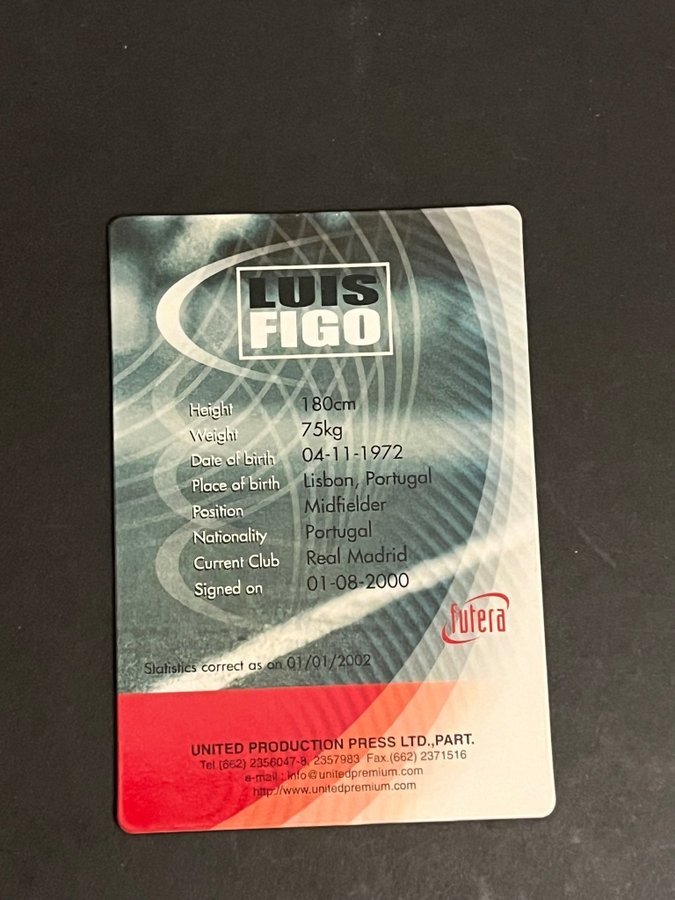 LUIS
FIGO
Height 180cm
Weight 75kg
Date of birth 04-11-1972
Place of birth Lisbon, Portugal
Position Midfielder
Nationality Portugal
Current Club Real Madrid
Signed on 01-08-2000
futera
Statistics correct as on 01/01/2002
UNITED PRODUCTION PRESS LTD.,PART.
Tel (662) 2356047-8, 2357983 Fax.(662) 2371516
e-mail : info@unitedpremium.com
http://www.unitedpremium.com